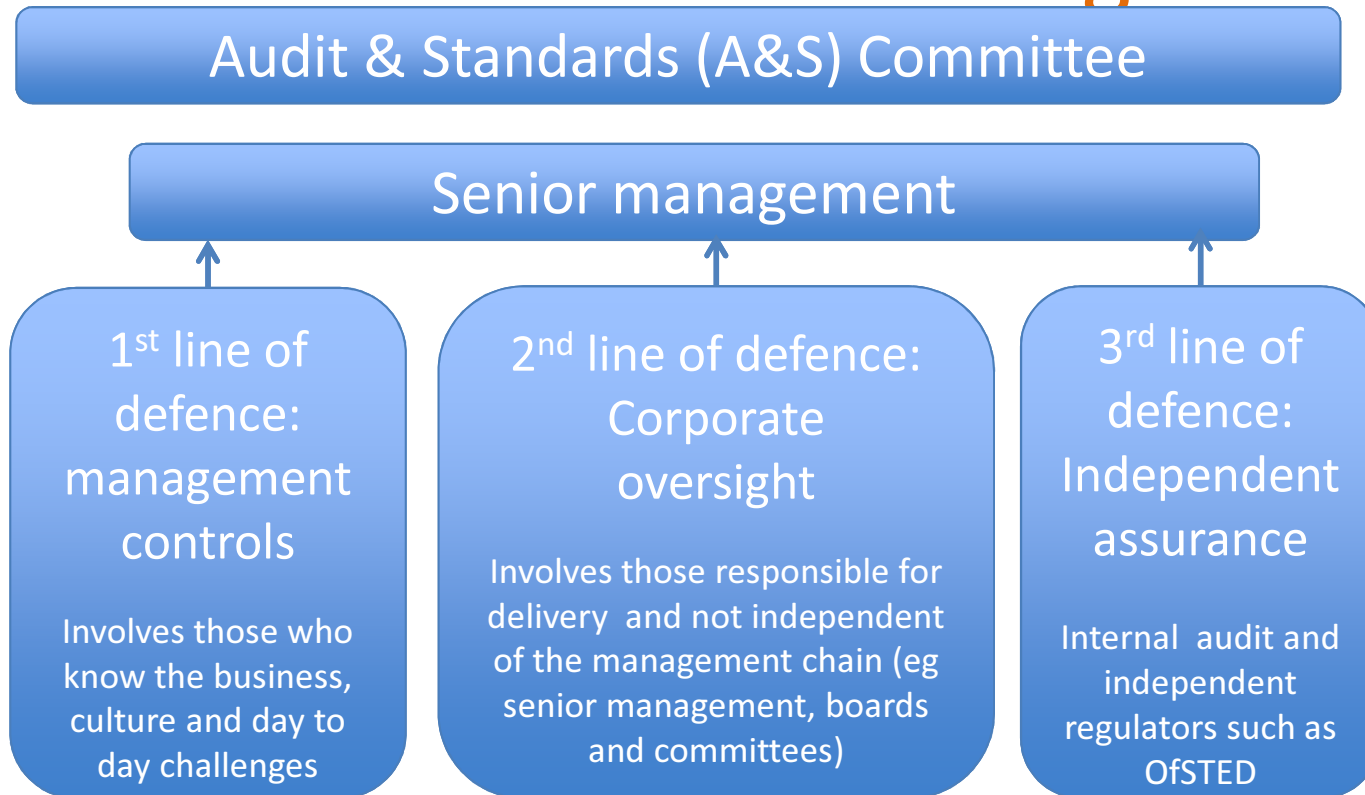 Audit & Standards (A&S) Committee
Senior management
1st line of
defence:
management
controls
Involves those who
know the business,
culture and day to
day challenges
2nd line of defence:
Corporate
oversight
Involves those responsible for
delivery  and not independent
of the management chain (eg
senior management, boards
and committees)
3rd line of
defence:
Independent
assurance
Internal  audit and
independent
regulators such as
OfSTED